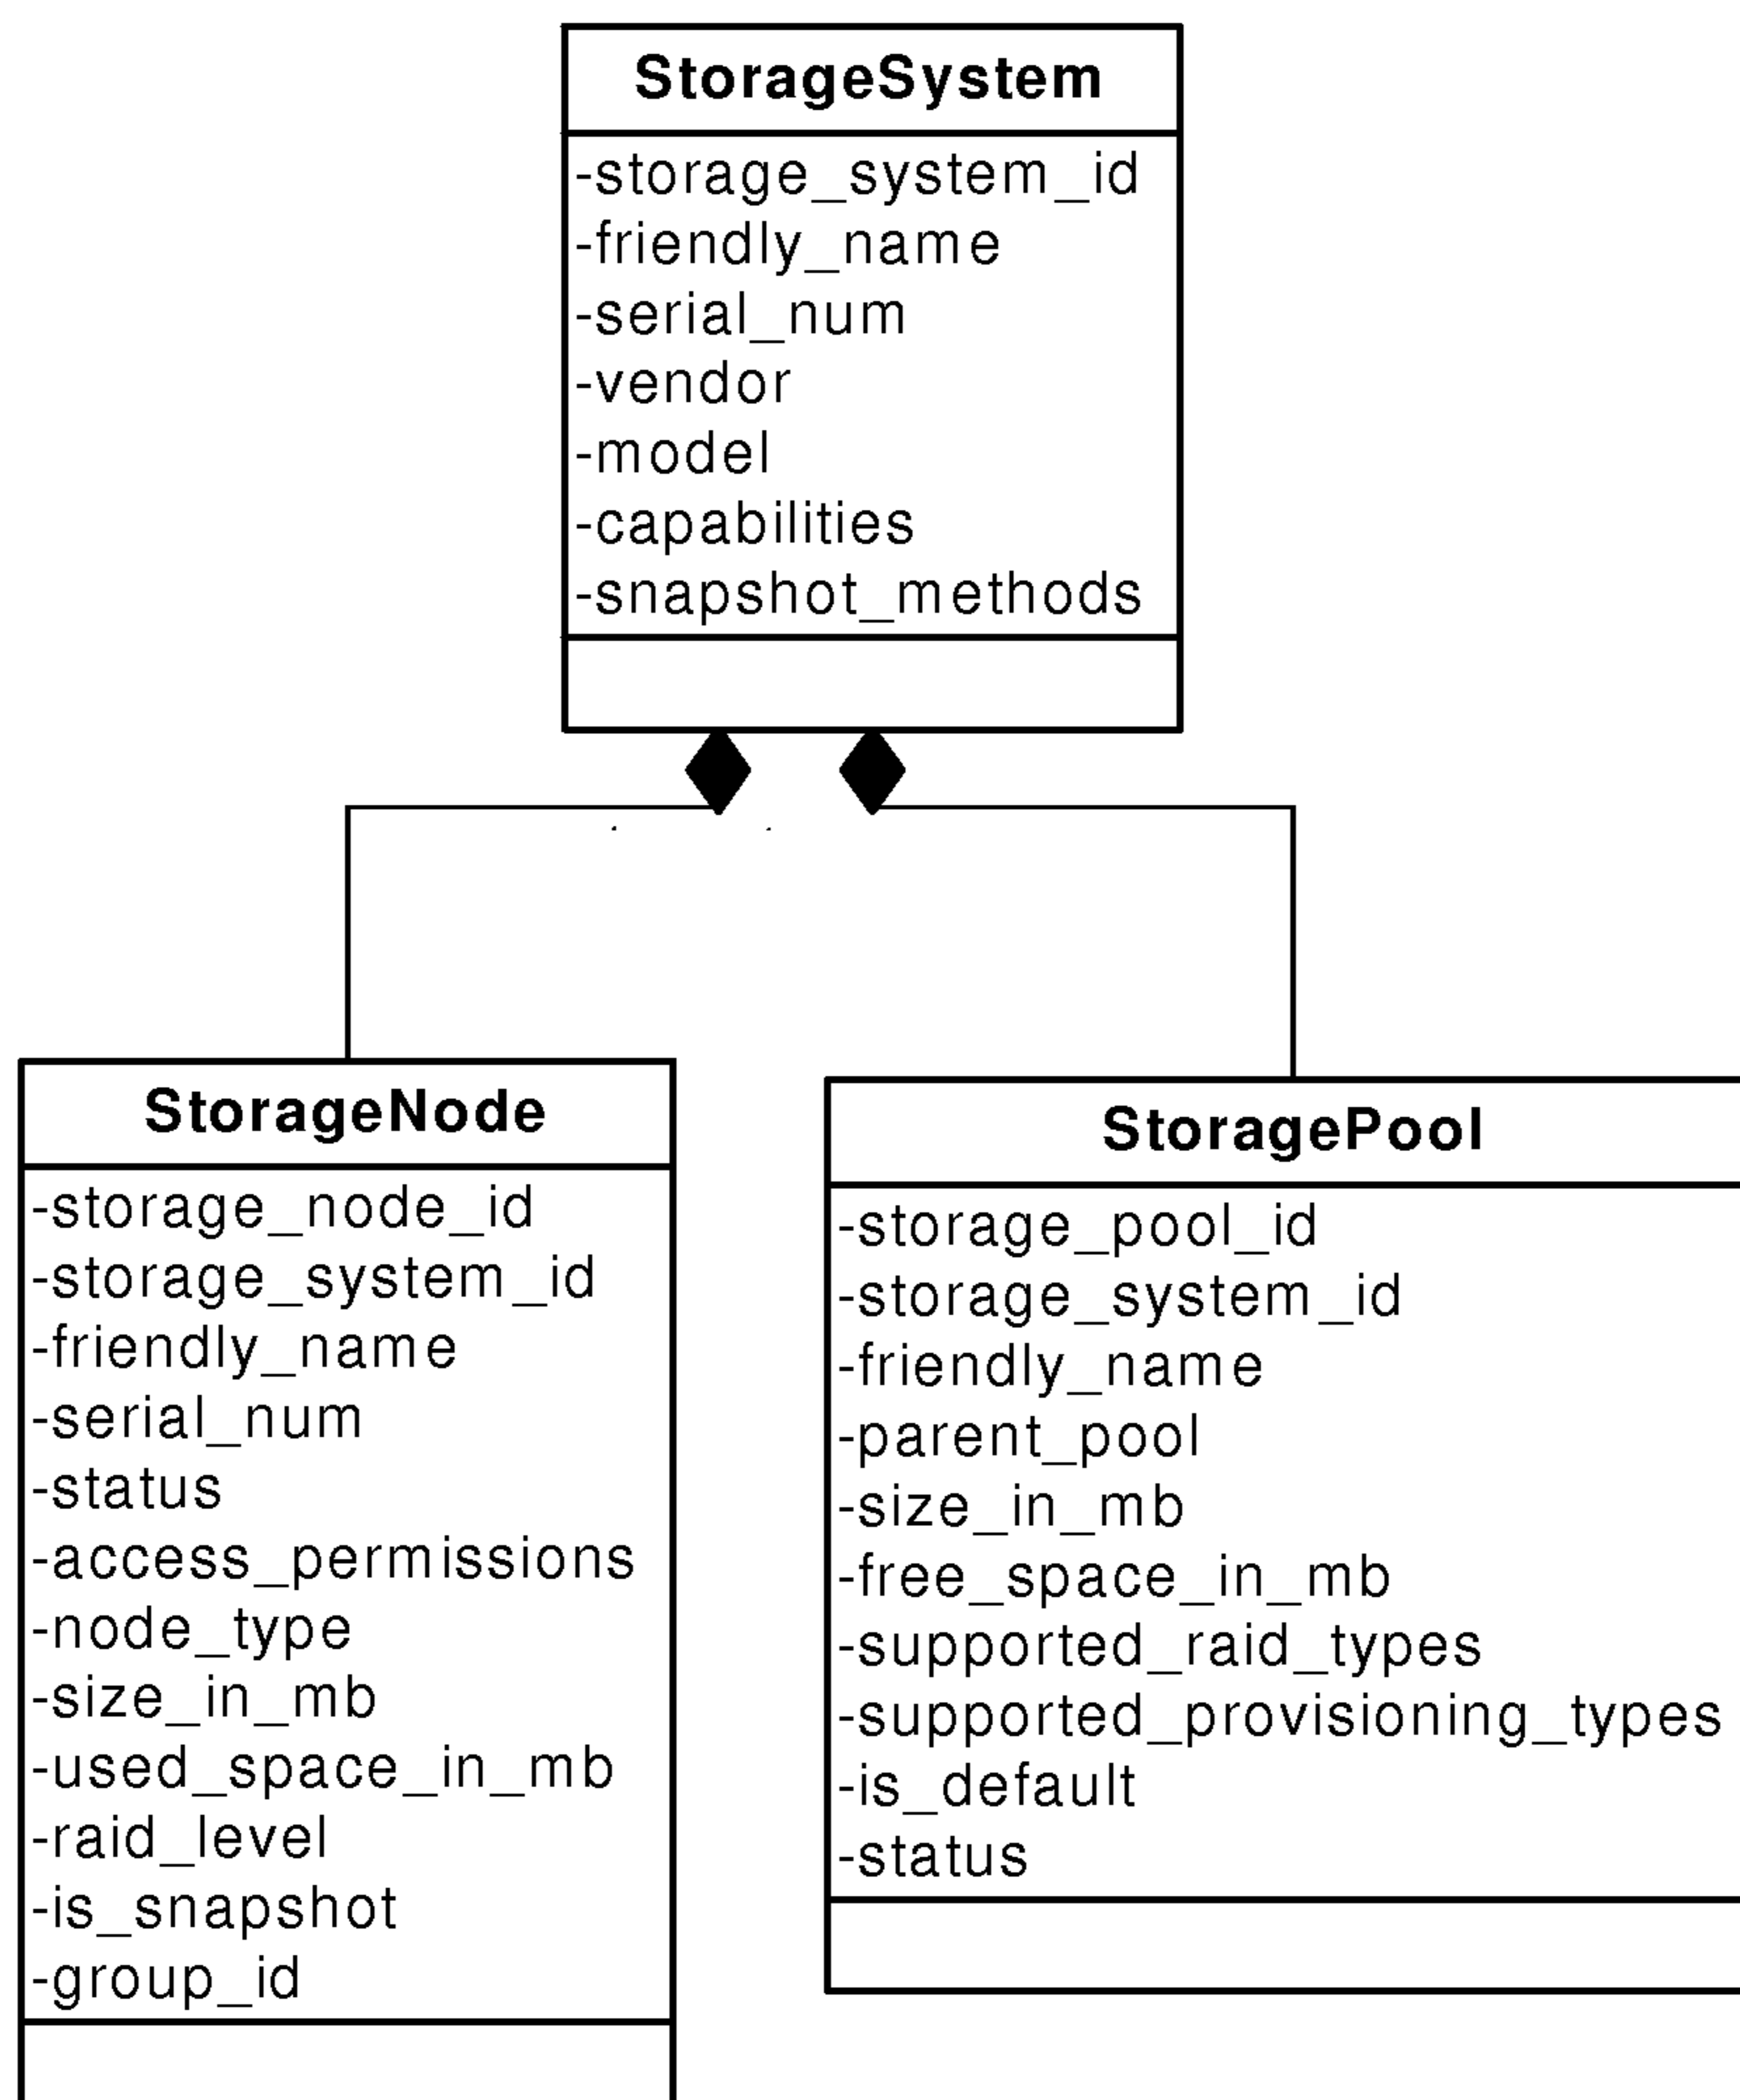 StorageSystem
-storage_system_id
-friendly_name
-serial_num
-vendor
-model
-capabilities
-snapshot_methods
StorageNode
-storage_node_id
-storage_system_id
-friendly_name
-serial_num
-status
-access_permissions
-node_type
-size_in_mb
-used_space_in_mb
-raid_level
-is_snapshot
-group_id
StoragePool
-storage_pool_id
-storage_system_id
-friendly_name
-parent_pool
-size_in_mb
-free_space_in_mb
-supported_raid_types
-supported_provisioning_types
-is_default
-status